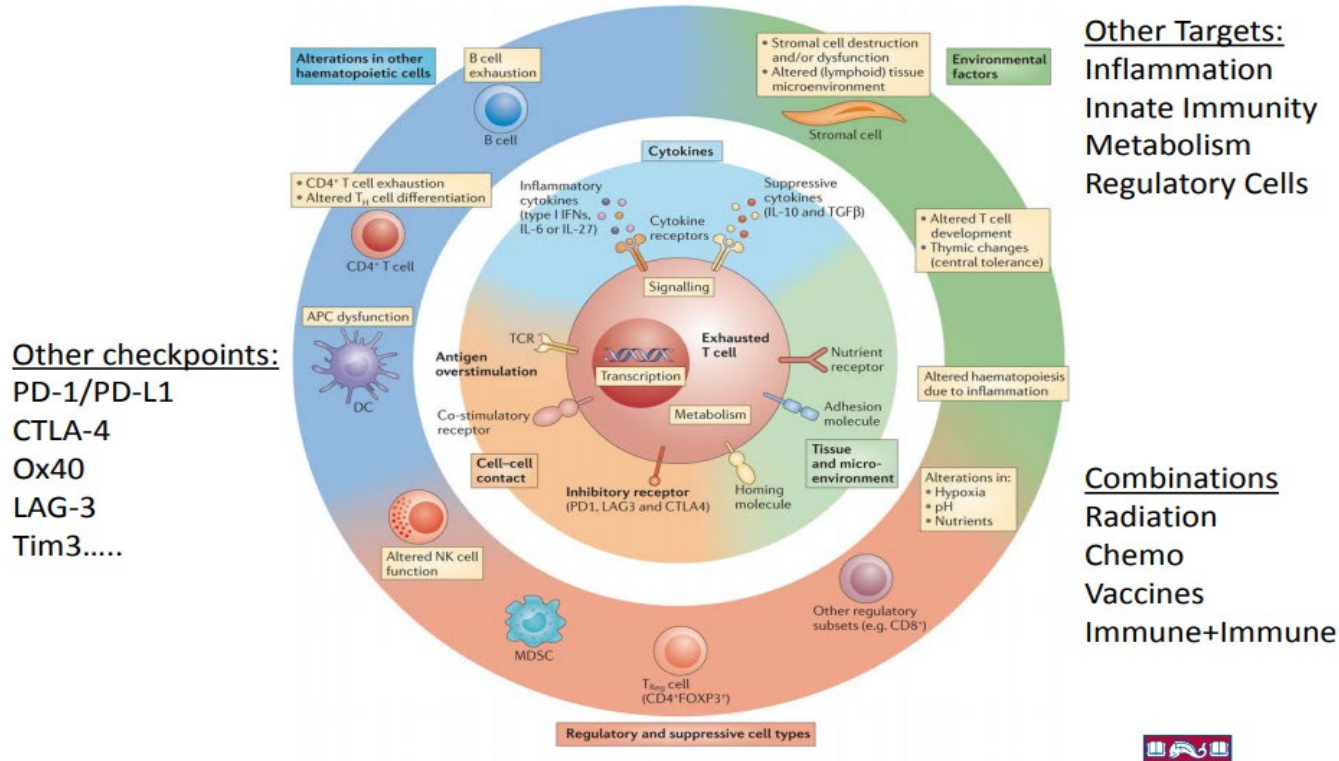 Alterations in other
haematopoietic cells
B cell
exhaustion
B cell
• Stromal cell destruction
and/or dysfunction
• Altered (lymphoid) tissue
microenvironment
Stromal cell
Environmental
factors
Other Targets:
Inflammation
Innate Immunity
Metabolism
Regulatory Cells
• CD4⁺ T cell exhaustion
• Altered T_H cell differentiation
CD4⁺ T cell
Cytokines
Inflammatory
cytokines
(type I IFNs,
IL-6 or IL-27)
Cytokine
receptors
Suppressive
cytokines
(IL-10 and TGFβ)
Signalling
• Altered T cell
development
• Thymic changes
(central tolerance)
APC dysfunction
DC
Other checkpoints:
PD-1/PD-L1
CTLA-4
Ox40
LAG-3
Tim3.....
TCR
Antigen
overstimulation
Transcription
Exhausted
T cell
Nutrient
receptor
Co-stimulatory
receptor
Metabolism
Adhesion
molecule
Cell–cell
contact
Inhibitory receptor
(PD1, LAG3 and CTLA4)
Homing
molecule
Tissue
and micro-
environment
Altered haematopoiesis
due to inflammation
Alterations in:
• Hypoxia
• pH
• Nutrients
Combinations
Radiation
Chemo
Vaccines
Immune+Immune
Altered NK cell
function
MDSC
T_Reg cell
(CD4⁺FOXP3⁺)
Other regulatory
subsets (e.g. CD8⁺)
Regulatory and suppressive cell types